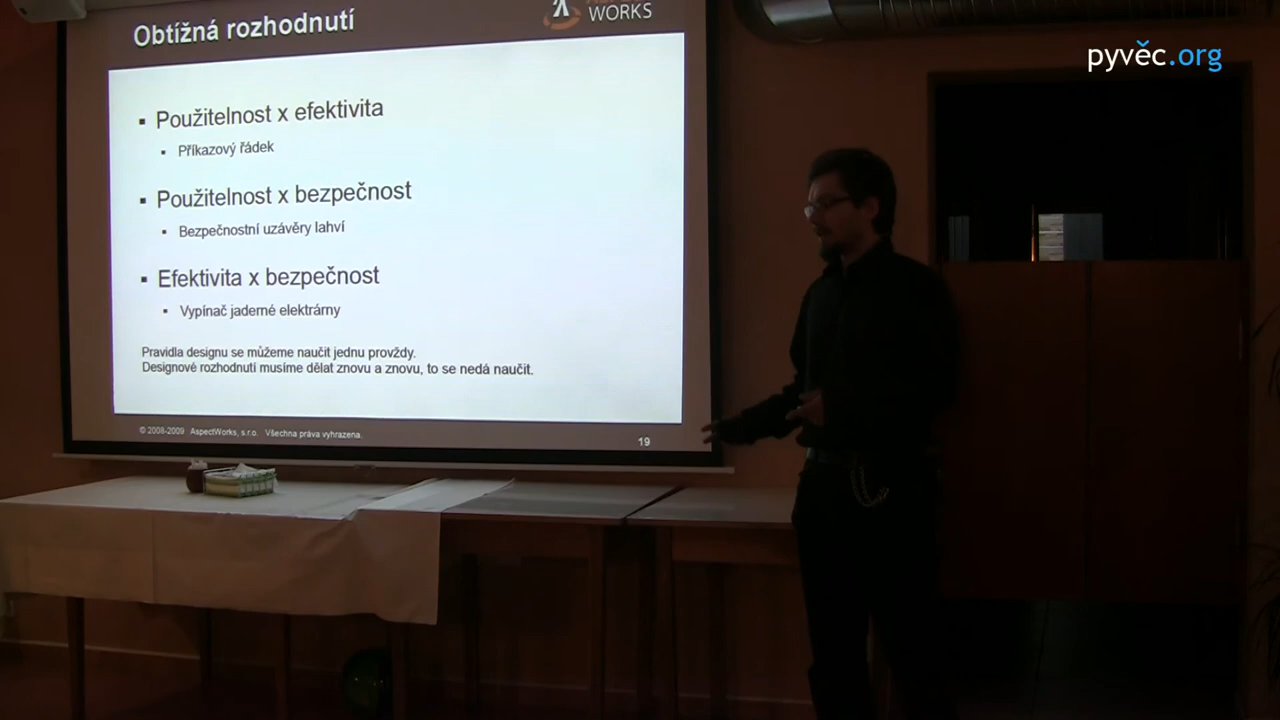 Obtížná rozhodnutí
WORKS
pyvěc.org
▪ Použitelnost x efektivita
▪ Příkazový řádek
▪ Použitelnost x bezpečnost
▪ Bezpečnostní uzávěry lahví
▪ Efektivita x bezpečnost
▪ Vypínač jaderné elektrárny
Pravidla designu se můžeme naučit jednu provždy.
Designové rozhodnutí musíme dělat znovu a znovu, to se nedá naučit.
© 2008-2009 AspectWorks, s.r.o. Všechna práva vyhrazena.
19